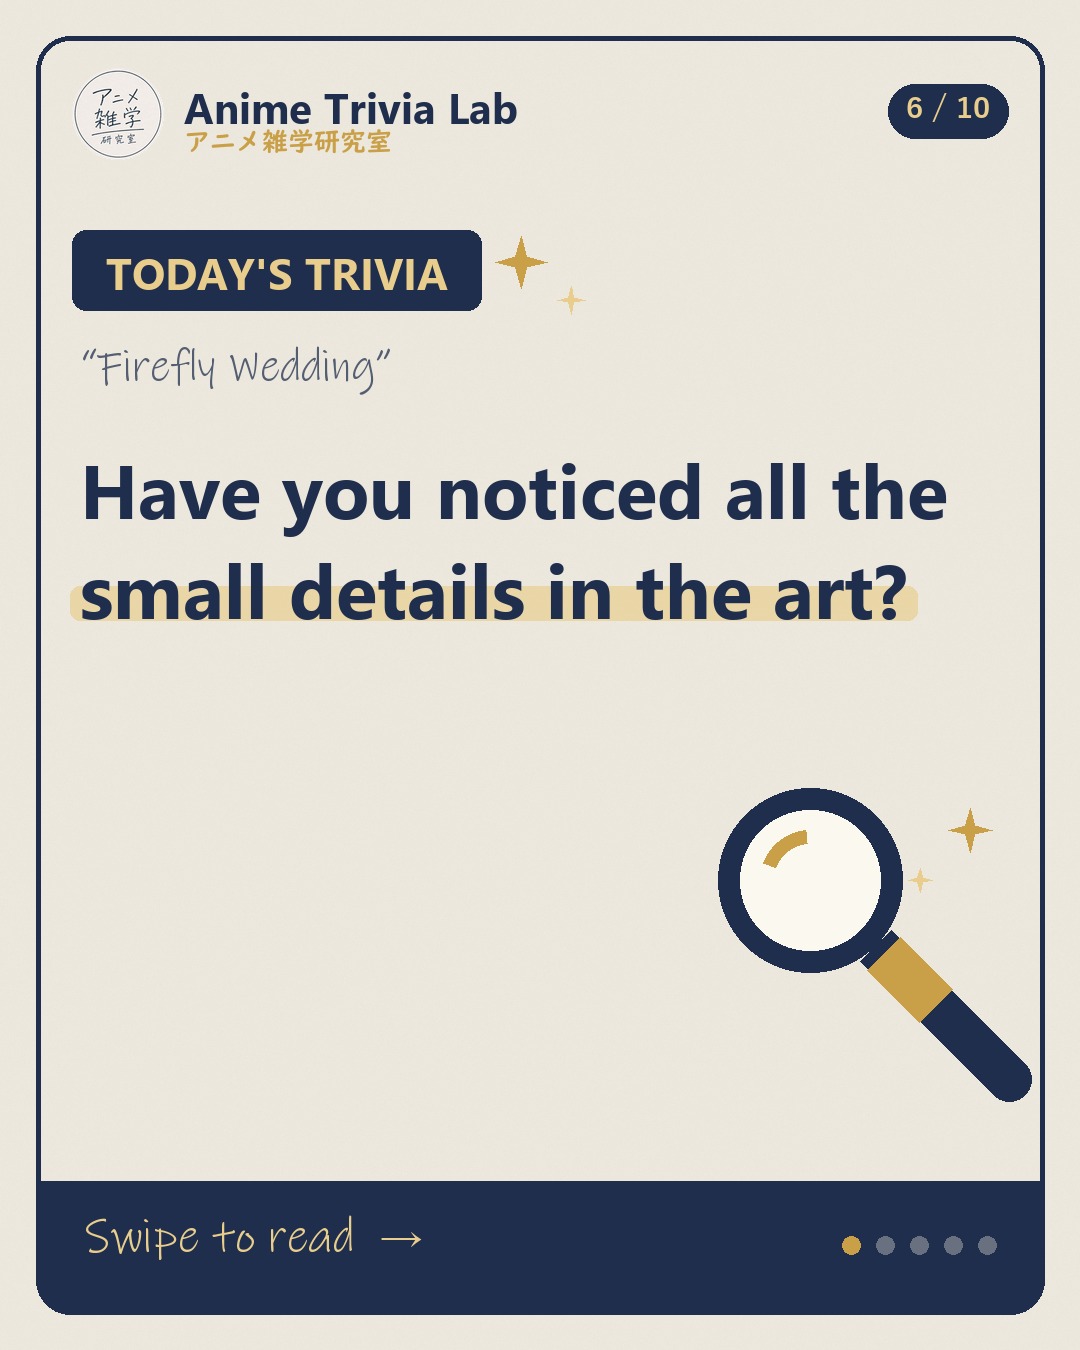 アニメ
雑学
研究室
Anime Trivia Lab
アニメ雑学研究室
6 / 10
TODAY'S TRIVIA
“Firefly Wedding”
Have you noticed all the
small details in the art?
Swipe to read →